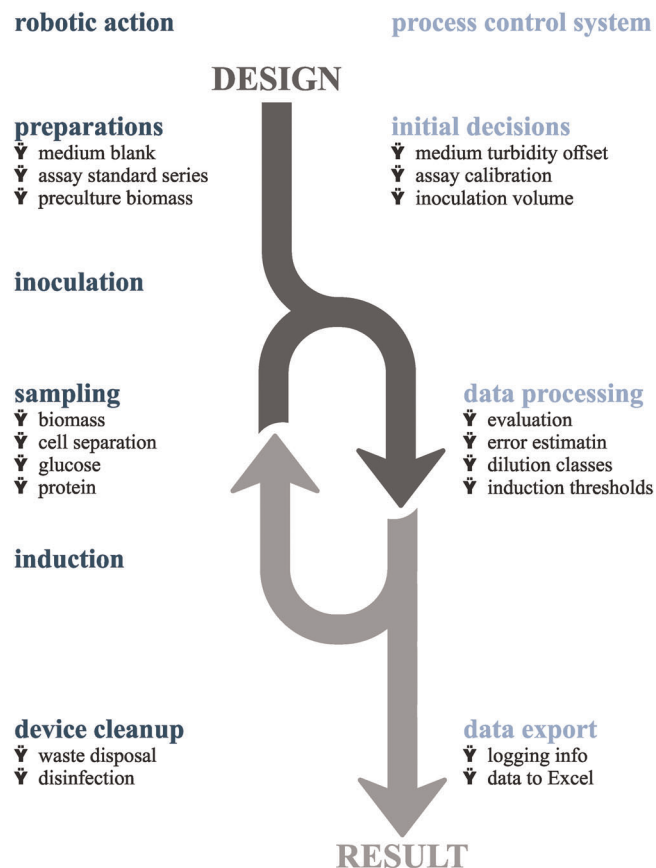 robotic action
process control system
DESIGN
preparations
Ÿ medium blank
Ÿ assay standard series
Ÿ preculture biomass
initial decisions
Ÿ medium turbidity offset
Ÿ assay calibration
Ÿ inoculation volume
inoculation
sampling
Ÿ biomass
Ÿ cell separation
Ÿ glucose
Ÿ protein
data processing
Ÿ evaluation
Ÿ error estimatin
Ÿ dilution classes
Ÿ induction thresholds
induction
device cleanup
Ÿ waste disposal
Ÿ disinfection
data export
Ÿ logging info
Ÿ data to Excel
RESULT